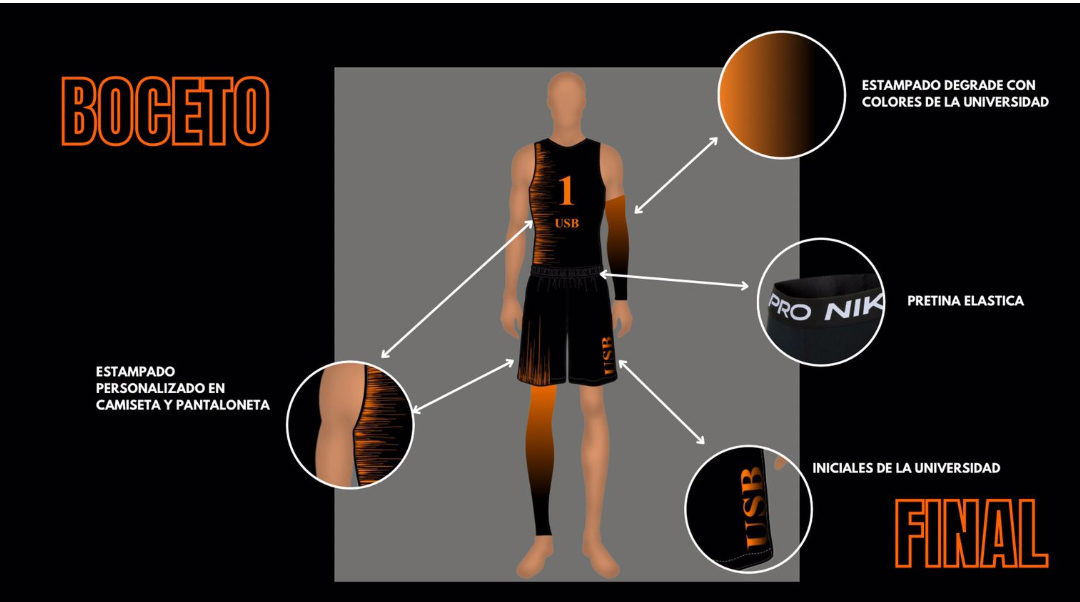 BOCETO
ESTAMPADO DEGRADE CON
COLORES DE LA UNIVERSIDAD
1
USB
PRO NIK
PRETINA ELASTICA
USB
ESTAMPADO
PERSONALIZADO EN
CAMISETA Y PANTALONETA
INICIALES DE LA UNIVERSIDAD
USB
FINAL